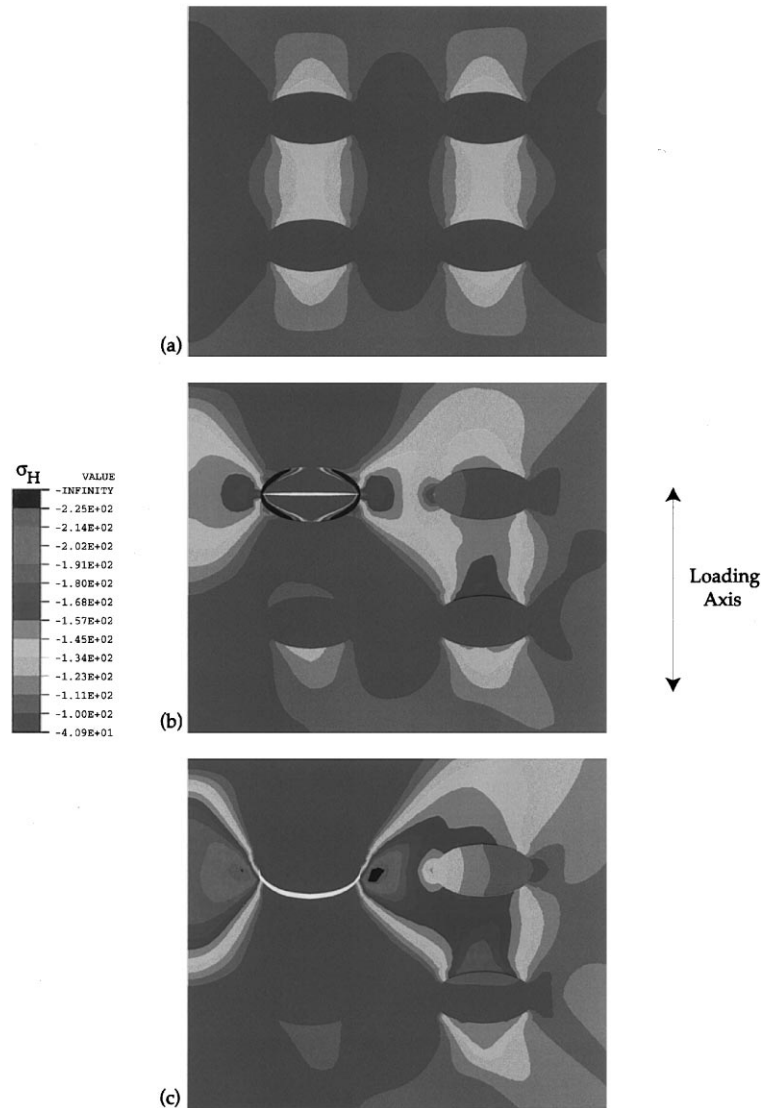 (a)
σH
VALUE
-INFINITY
-2.25E+02
-2.14E+02
-2.02E+02
-1.91E+02
-1.80E+02
-1.68E+02
-1.57E+02
-1.45E+02
-1.34E+02
-1.23E+02
-1.11E+02
-1.00E+02
-4.09E+01
(b)
Loading
Axis
(c)